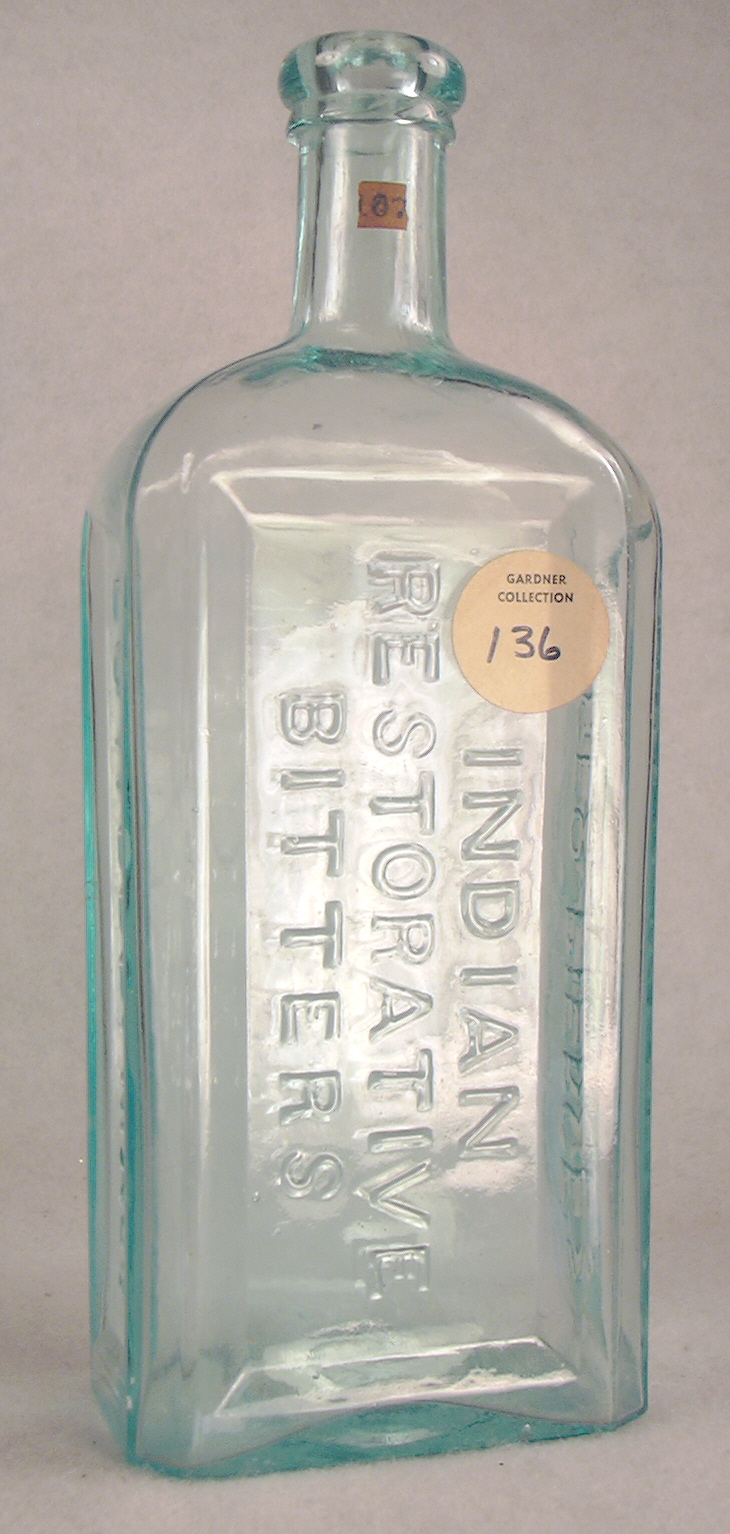 GARDNER
COLLECTION
136
INDIAN
RESTORATIVE
BITTERS